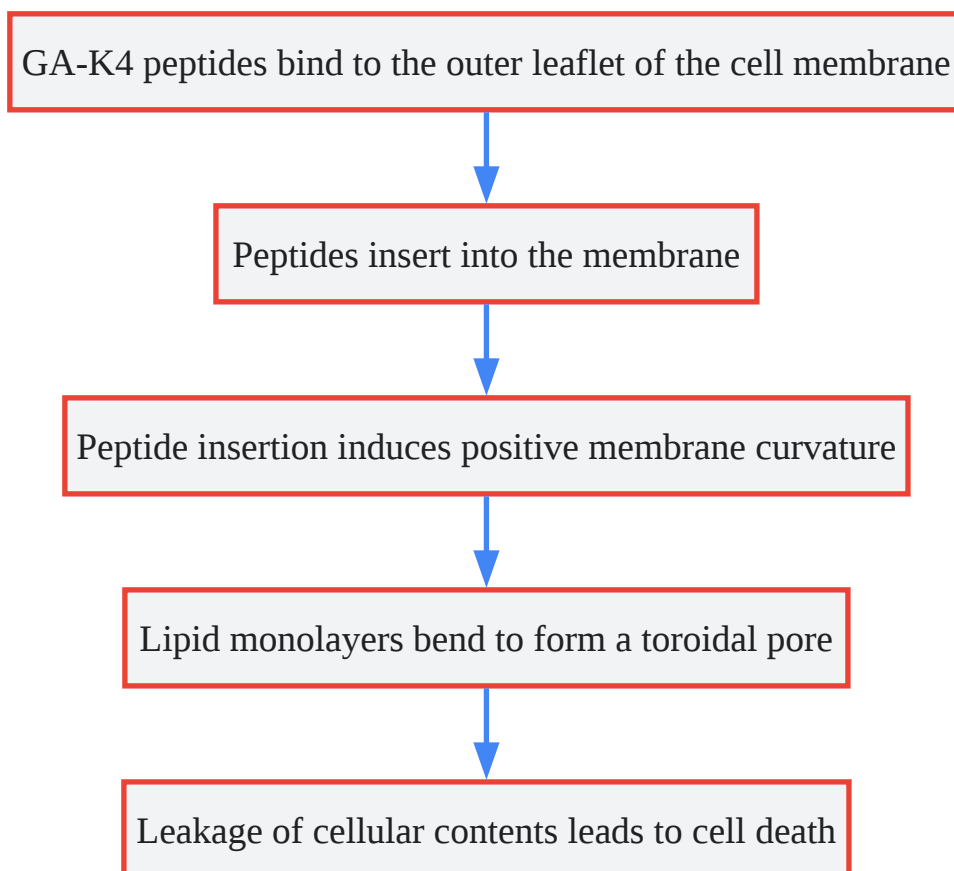 GA-K4 peptides bind to the outer leaflet of the cell membrane
Peptides insert into the membrane
Peptide insertion induces positive membrane curvature
Lipid monolayers bend to form a toroidal pore
Leakage of cellular contents leads to cell death